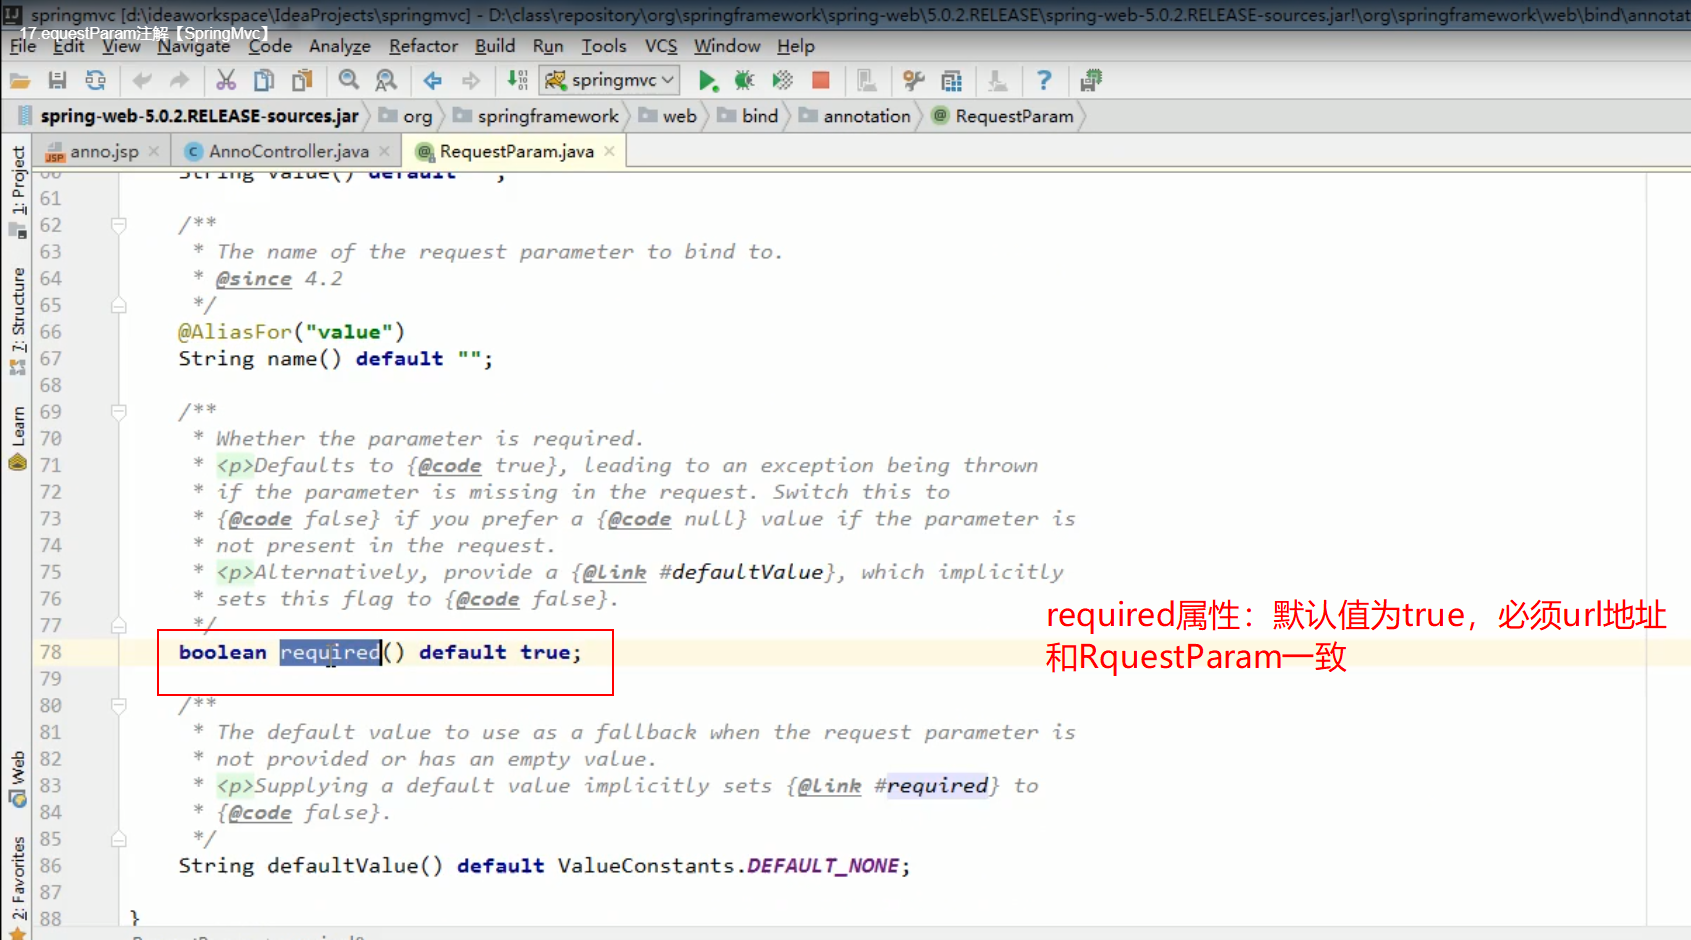 springmvc [d:\ideaworkspace\IdeaProjects\springmvc] - D:\class\repository\org\springframework\spring-web\5.0.2.RELEASE\spring-web-5.0.2.RELEASE-sources.jar!\org\springframework\web\bind\annotat
17.equestParam注解【SpringMvc】
File Edit View Navigate Code Analyze Refactor Build Run Tools VCS Window Help
springmvc
spring-web-5.0.2.RELEASE-sources.jar org springframework web bind annotation RequestParam
anno.jsp AnnoController.java RequestParam.java
1: Project
7: Structure
Learn
Web
2: Favorites
60 String value() default "";
61
62 /**
63 * The name of the request parameter to bind to.
64 * @since 4.2
65 */
66 @AliasFor("value")
67 String name() default "";
68
69 /**
70 * Whether the parameter is required.
71 * <p>Defaults to {@code true}, leading to an exception being thrown
72 * if the parameter is missing in the request. Switch this to
73 * {@code false} if you prefer a {@code null} value if the parameter is
74 * not present in the request.
75 * <p>Alternatively, provide a {@link #defaultValue}, which implicitly
76 * sets this flag to {@code false}.
77 */
78 boolean required() default true;
79
80 /**
81 * The default value to use as a fallback when the request parameter is
82 * not provided or has an empty value.
83 * <p>Supplying a default value implicitly sets {@link #required} to
84 * {@code false}.
85 */
86 String defaultValue() default ValueConstants.DEFAULT_NONE;
87
88 }
required属性：默认值为true，必须url地址
和RquestParam一致